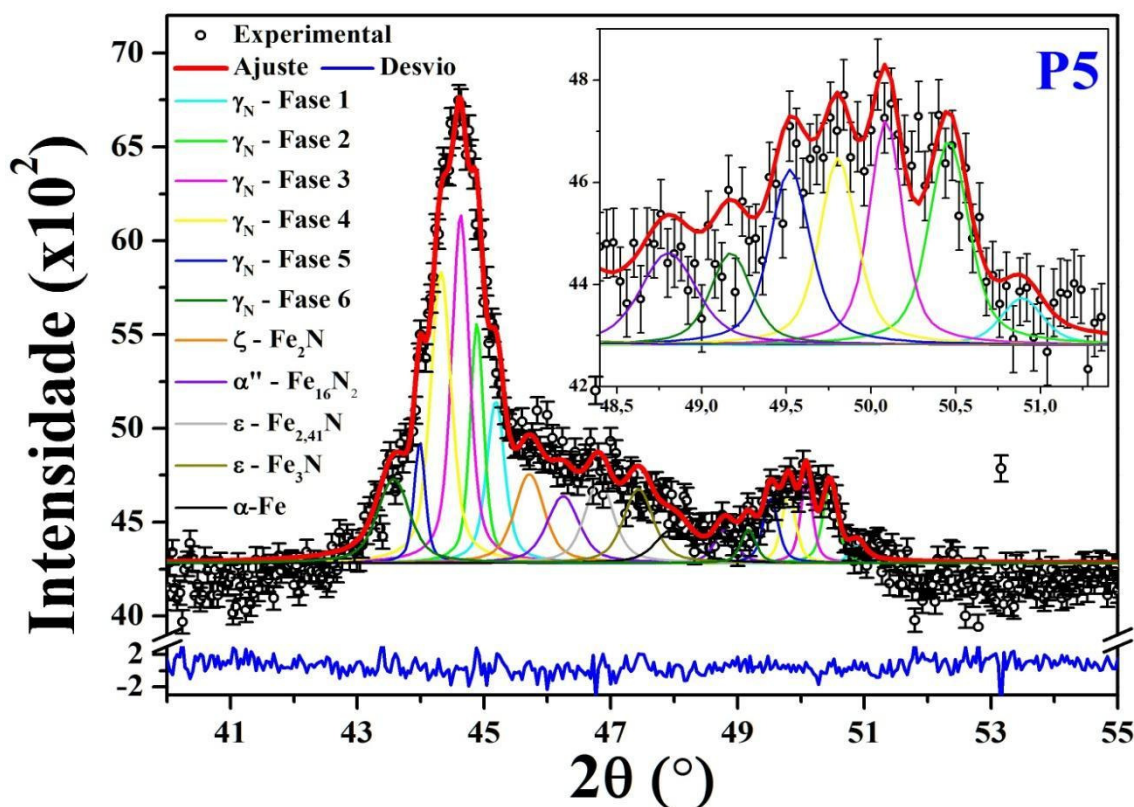 Intensidade (x10²)
70
65
60
55
50
45
40
2
-2
Experimental
Ajuste Desvio
γN - Fase 1
γN - Fase 2
γN - Fase 3
γN - Fase 4
γN - Fase 5
γN - Fase 6
ζ - Fe₂N
α'' - Fe₁₆N₂
ε - Fe₂,₄₁N
ε - Fe₃N
α-Fe
P5
48
46
44
42
48,5 49,0 49,5 50,0 50,5 51,0
41 43 45 47 49 51 53 55
2θ (°)